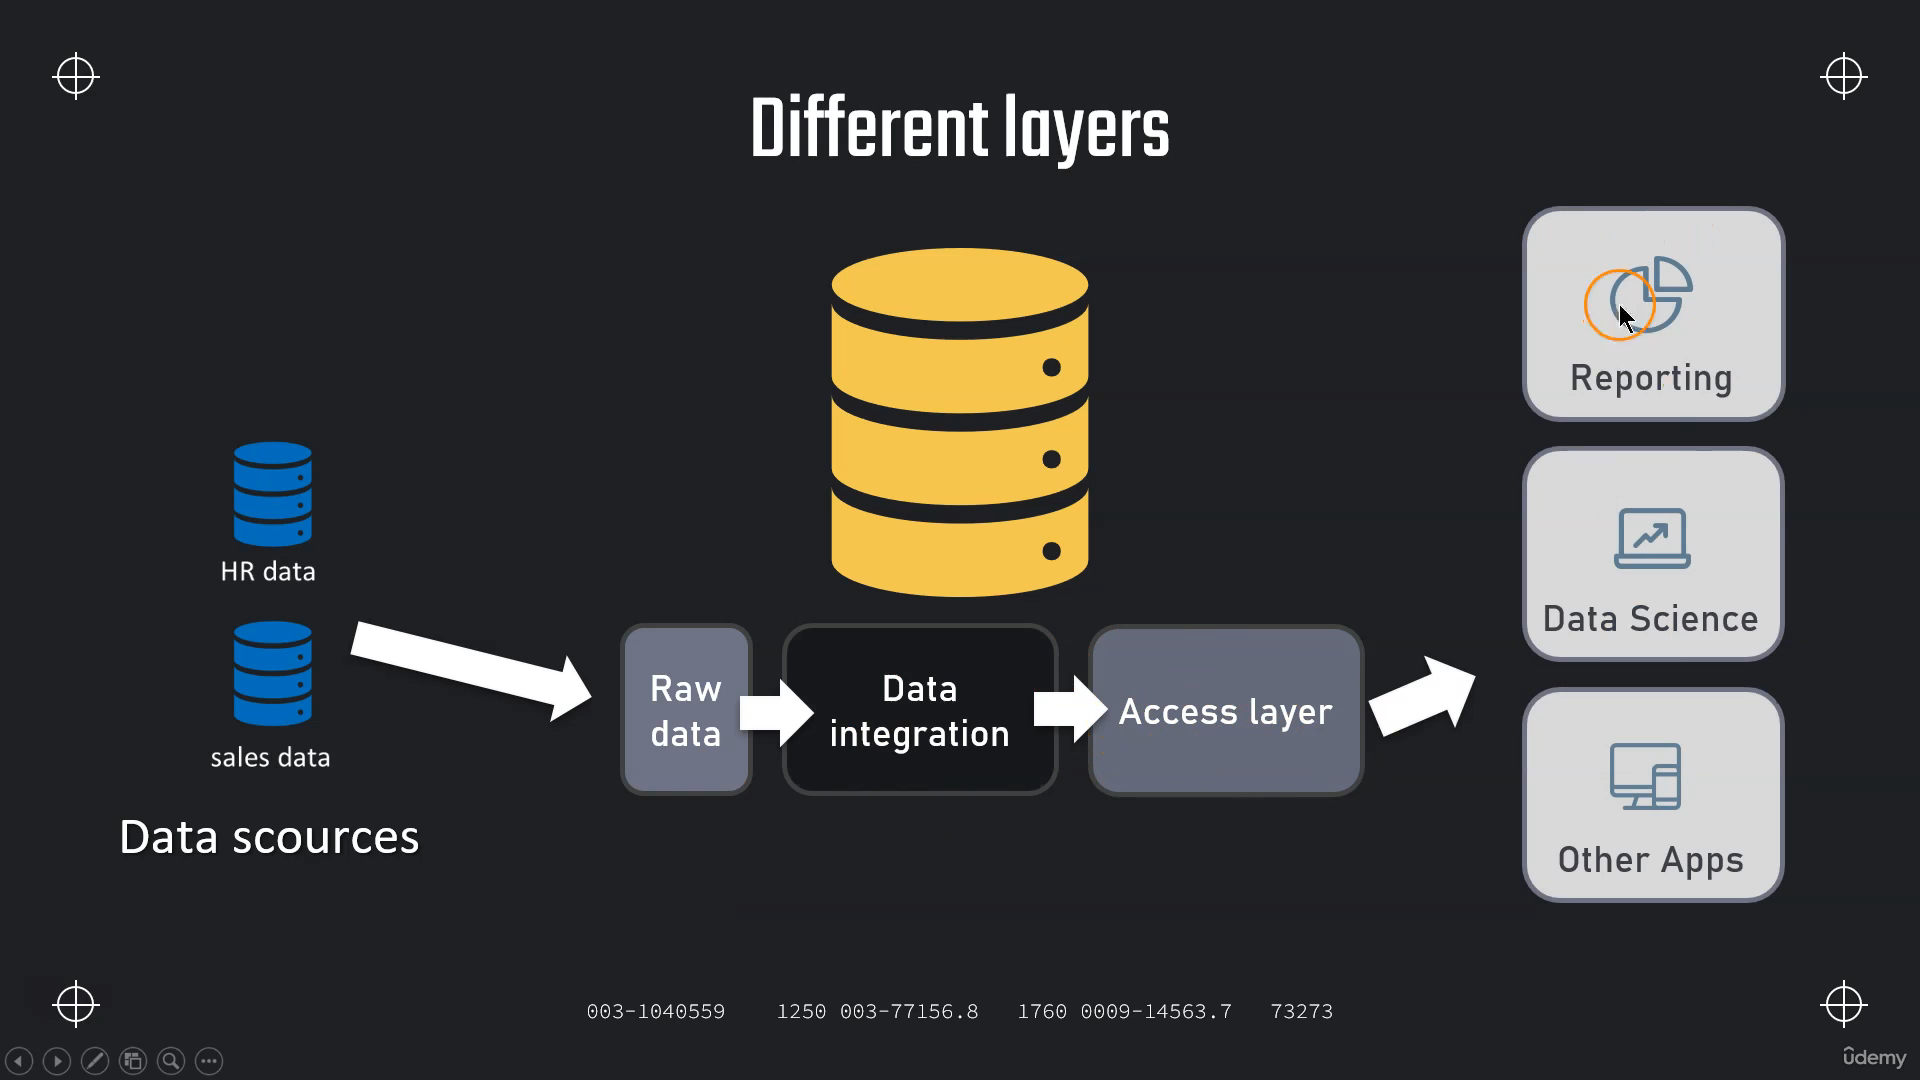 Different layers
HR data
sales data
Data scources
Raw
data
Data
integration
Access layer
Reporting
Data Science
Other Apps
003-1040559 1250 003-77156.8 1760 0009-14563.7 73273
ûdemy